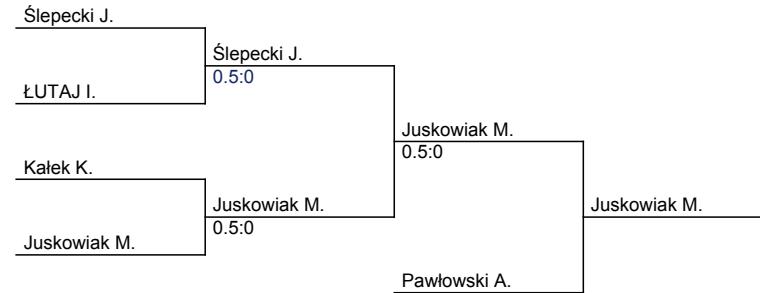 Ślepecki J.
Ślepecki J.
0.5:0
ŁUTAJ I.
Juskowiak M.
0.5:0
Kałek K.
Juskowiak M.
Juskowiak M.
0.5:0
Juskowiak M.
Pawłowski A.